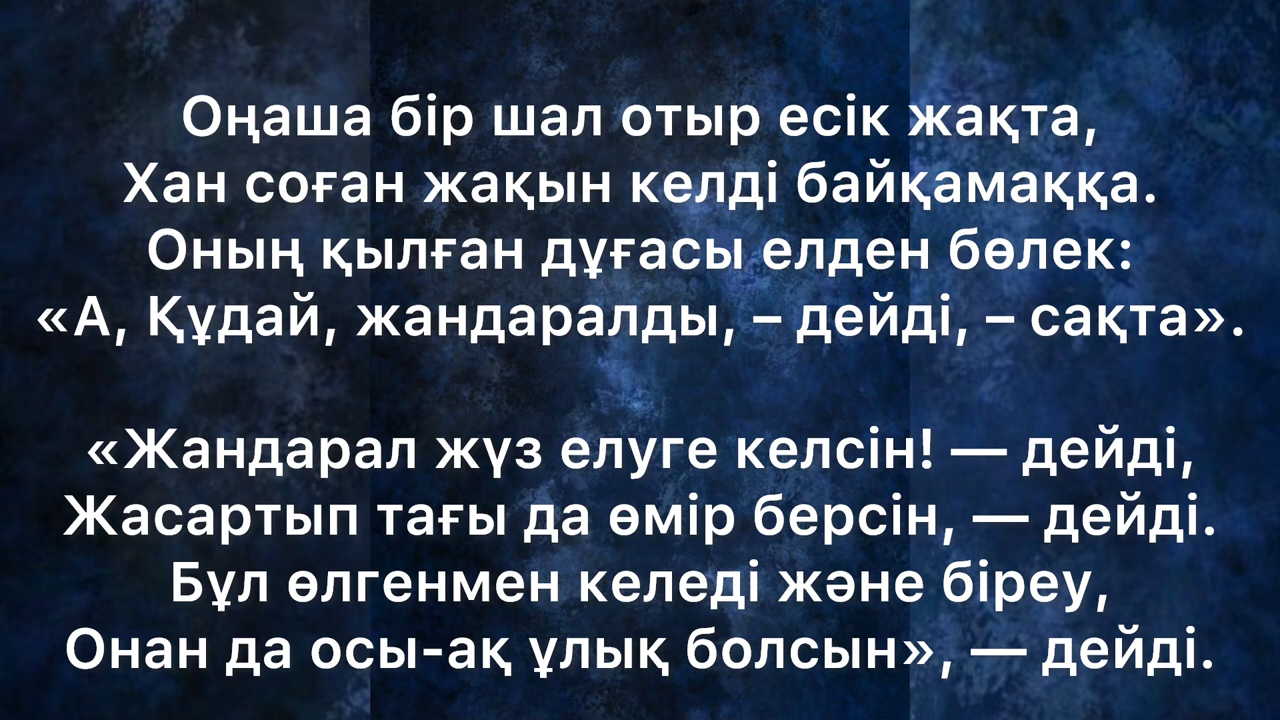 Оңаша бір шал отыр есік жақта,
Хан соған жақын келді байқамаққа.
Оның қылған дұғасы елден бөлек:
«А, Құдай, жандаралды, – дейді, – сақта».
«Жандарал жүз елуге келсін! — дейді,
Жасартып тағы да өмір берсін, — дейді.
Бұл өлгенмен келеді және біреу,
Онан да осы-ақ ұлық болсын», — дейді.